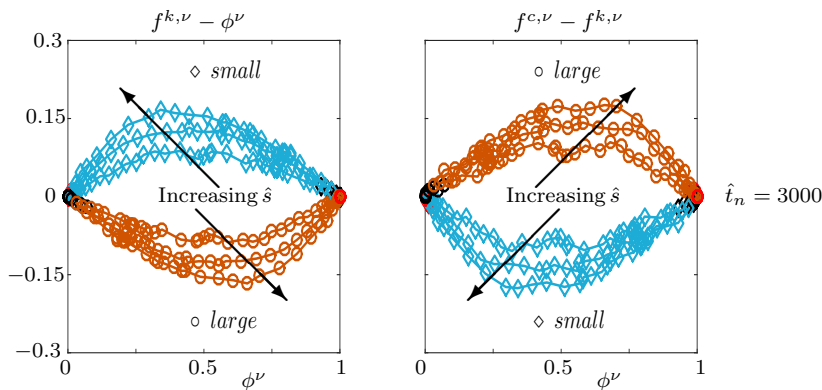 f^{k,ν} − ϕ^ν
f^{c,ν} − f^{k,ν}
0.3
0.15
0
−0.15
−0.3
◇ small
Increasing ŝ
○ large
0
0.5
1
ϕ^ν
○ large
Increasing ŝ
◇ small
0
0.5
1
ϕ^ν
t̂_n = 3000